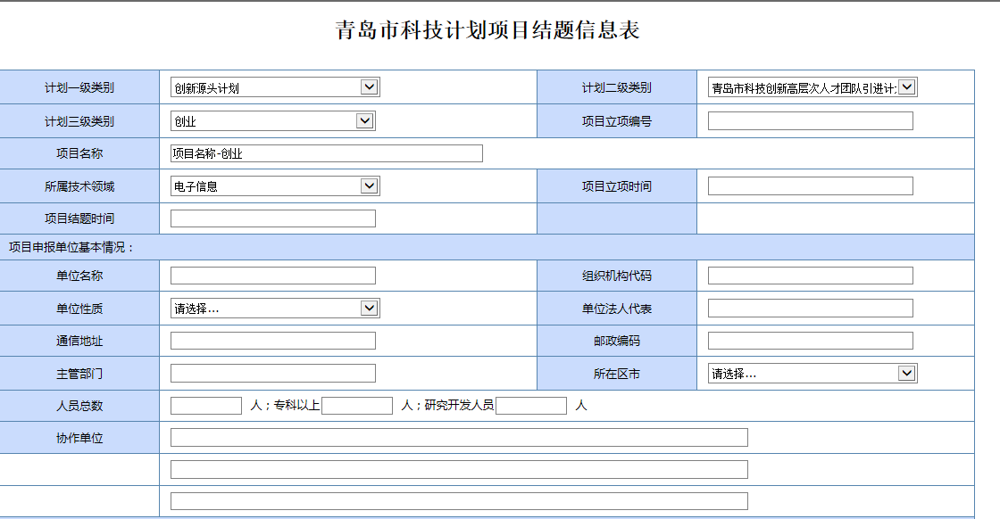 青岛市科技计划项目结题信息表
计划一级类别 创新源头计划 计划二级类别 青岛市科技创新高层次人才团队引进计
计划三级类别 创业 项目立项编号
项目名称 项目名称-创业
所属技术领域 电子信息 项目立项时间
项目结题时间
项目申报单位基本情况：
单位名称 组织机构代码
单位性质 请选择... 单位法人代表
通信地址 邮政编码
主管部门 所在区市 请选择...
人员总数 人；专科以上 人；研究开发人员 人
协作单位